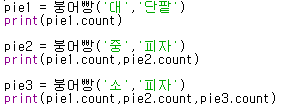 pie1 = 붕어빵('대','단팥')
print(pie1.count)
pie2 = 붕어빵('중','피자')
print(pie1.count,pie2.count)
pie3 = 붕어빵('소','피자')
print(pie1.count,pie2.count,pie3.count)